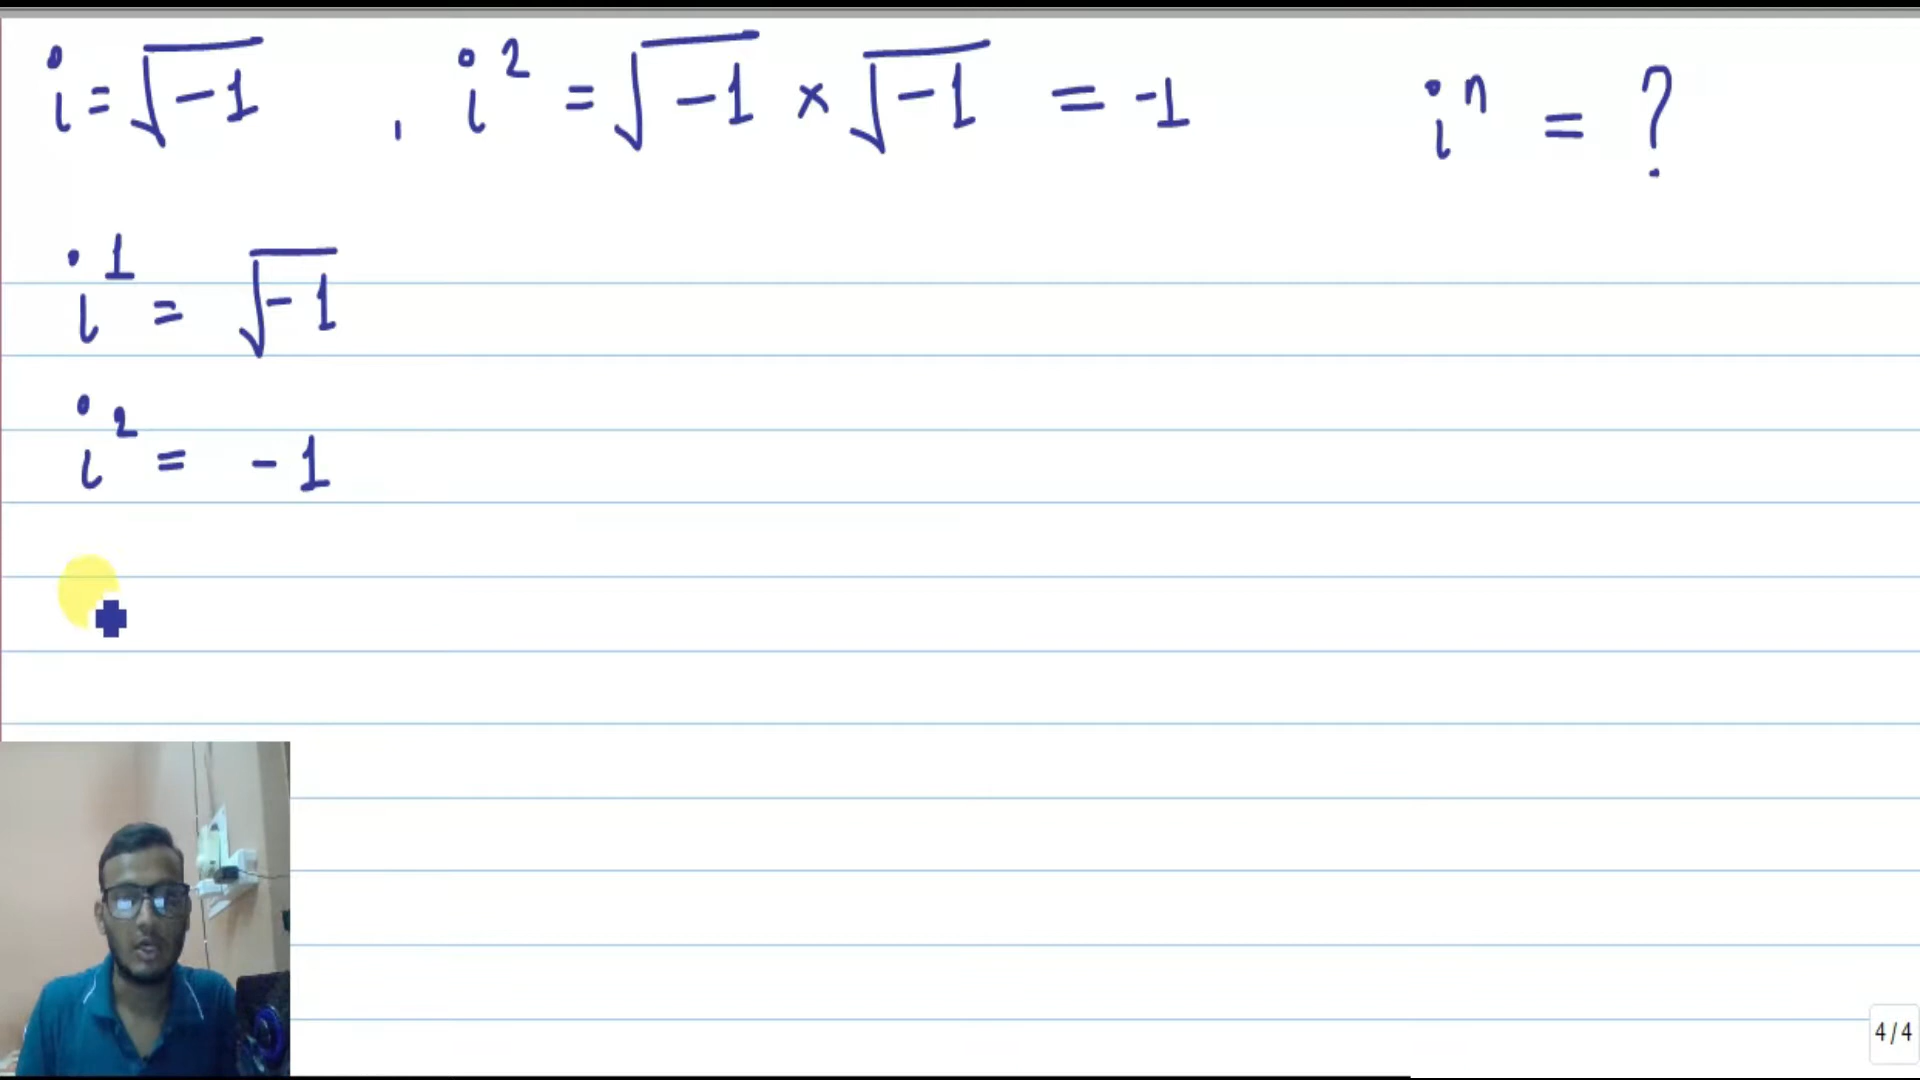 i = √-1 , i² = √-1 × √-1 = -1 iⁿ = ?
i¹ = √-1
i² = -1
4/4